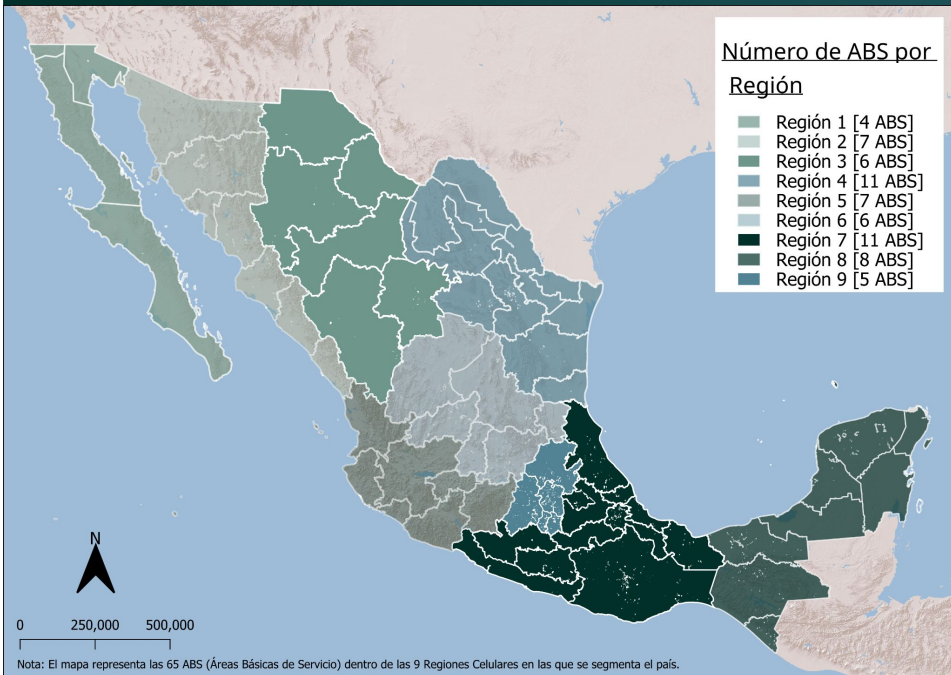 Número de ABS por
Región
Región 1 [4 ABS]
Región 2 [7 ABS]
Región 3 [6 ABS]
Región 4 [11 ABS]
Región 5 [7 ABS]
Región 6 [6 ABS]
Región 7 [11 ABS]
Región 8 [8 ABS]
Región 9 [5 ABS]
N
0 250,000 500,000
Nota: El mapa representa las 65 ABS (Áreas Básicas de Servicio) dentro de las 9 Regiones Celulares en las que se segmenta el país.